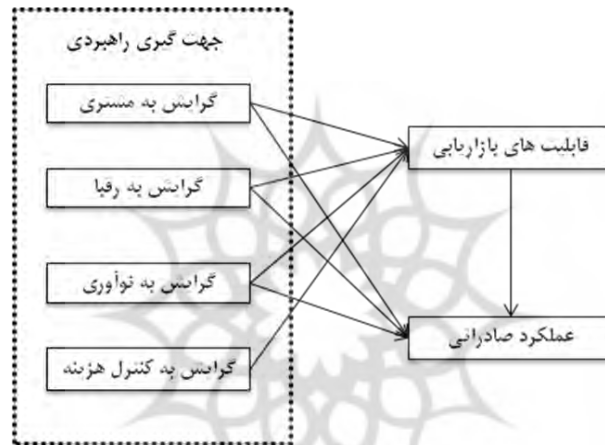 جهت گیری راهبردی
گرایش به مشتری
گرایش به رقبا
گرایش به نوآوری
گرایش به کنترل هزینه
قابلیت های بازاریابی
عملکرد صادراتی